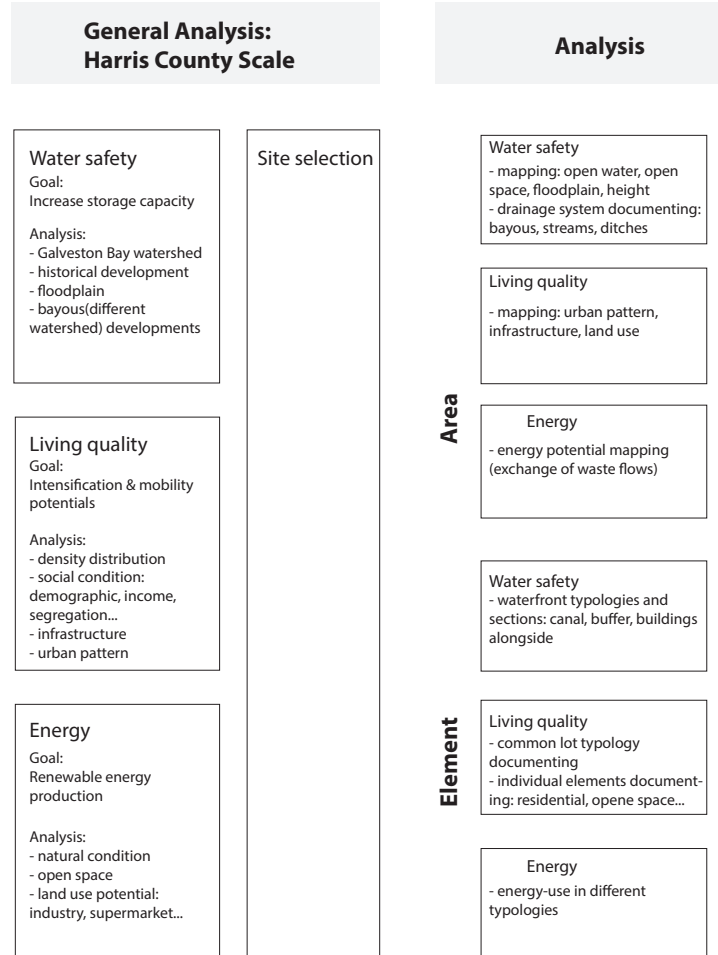 General Analysis:
Harris County Scale
Water safety
Goal:
Increase storage capacity
Analysis:
- Galveston Bay watershed
- historical development
- floodplain
- bayous(different
watershed) developments
Living quality
Goal:
Intensification & mobility
potentials
Analysis:
- density distribution
- social condition:
demographic, income,
segregation...
- infrastructure
- urban pattern
Energy
Goal:
Renewable energy
production
Analysis:
- natural condition
- open space
- land use potential:
industry, supermarket...
Site selection
Analysis
Area
Water safety
- mapping: open water, open
space, floodplain, height
- drainage system documenting:
bayous, streams, ditches
Living quality
- mapping: urban pattern,
infrastructure, land use
Energy
- energy potential mapping
(exchange of waste flows)
Element
Water safety
- waterfront typologies and
sections: canal, buffer, buildings
alongside
Living quality
- common lot typology
documenting
- individual elements document-
ing: residential, opene space...
Energy
- energy-use in different
typologies